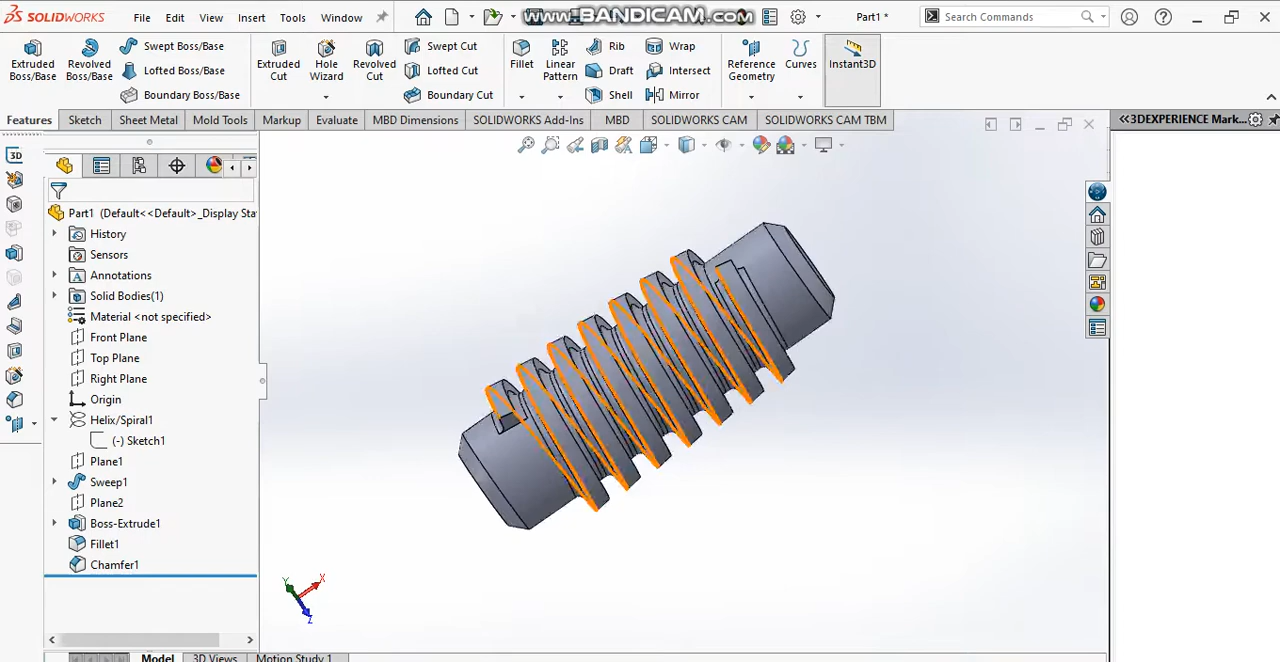 SOLIDWORKS File Edit View Insert Tools Window www.BANDICAM.com Part1 * Search Commands
Extruded Boss/Base
Revolved Boss/Base
Swept Boss/Base
Lofted Boss/Base
Boundary Boss/Base
Extruded Cut
Hole Wizard
Revolved Cut
Swept Cut
Lofted Cut
Boundary Cut
Fillet
Linear Pattern
Rib
Draft
Shell
Wrap
Intersect
Mirror
Reference Geometry
Curves
Instant3D
Features Sketch Sheet Metal Mold Tools Markup Evaluate MBD Dimensions SOLIDWORKS Add-Ins MBD SOLIDWORKS CAM SOLIDWORKS CAM TBM
<<3DEXPERIENCE Mark...
3D
Part1 (Default<<Default>_Display Sta
History
Sensors
A Annotations
Solid Bodies(1)
Material <not specified>
Front Plane
Top Plane
Right Plane
Origin
Helix/Spiral1
(-) Sketch1
Plane1
Sweep1
Plane2
Boss-Extrude1
Fillet1
Chamfer1
Y X
Z
Model 3D Views Motion Study 1